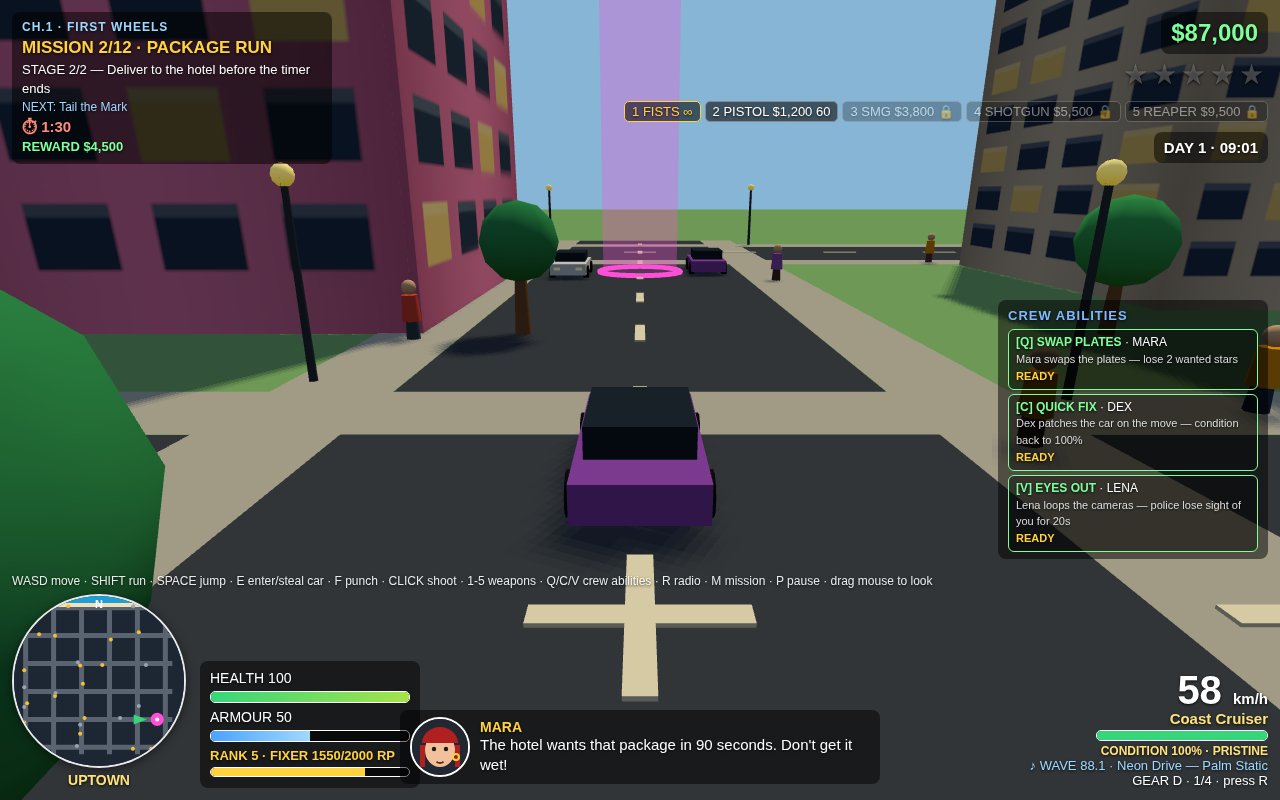 CH.1 · FIRST WHEELS
MISSION 2/12 · PACKAGE RUN
STAGE 2/2 — Deliver to the hotel before the timer
ends
NEXT: Tail the Mark
⏱ 1:30
REWARD $4,500
$87,000
★★★★★
1 FISTS ∞
2 PISTOL $1,200 60
3 SMG $3,800 🔒
4 SHOTGUN $5,500 🔒
5 REAPER $9,500 🔒
DAY 1 · 09:01
CREW ABILITIES
[Q] SWAP PLATES · MARA
Mara swaps the plates — lose 2 wanted stars
READY
[C] QUICK FIX · DEX
Dex patches the car on the move — condition
back to 100%
READY
[V] EYES OUT · LENA
Lena loops the cameras — police lose sight of
you for 20s
READY
WASD move · SHIFT run · SPACE jump · E enter/steal car · F punch · CLICK shoot · 1-5 weapons · Q/C/V crew abilities · R radio · M mission · P pause · drag mouse to look
N
UPTOWN
HEALTH 100
ARMOUR 50
RANK 5 · FIXER 1550/2000 RP
MARA
The hotel wants that package in 90 seconds. Don't get it
wet!
58 km/h
Coast Cruiser
CONDITION 100% · PRISTINE
♪ WAVE 88.1 · Neon Drive — Palm Static
GEAR D · 1/4 · press R